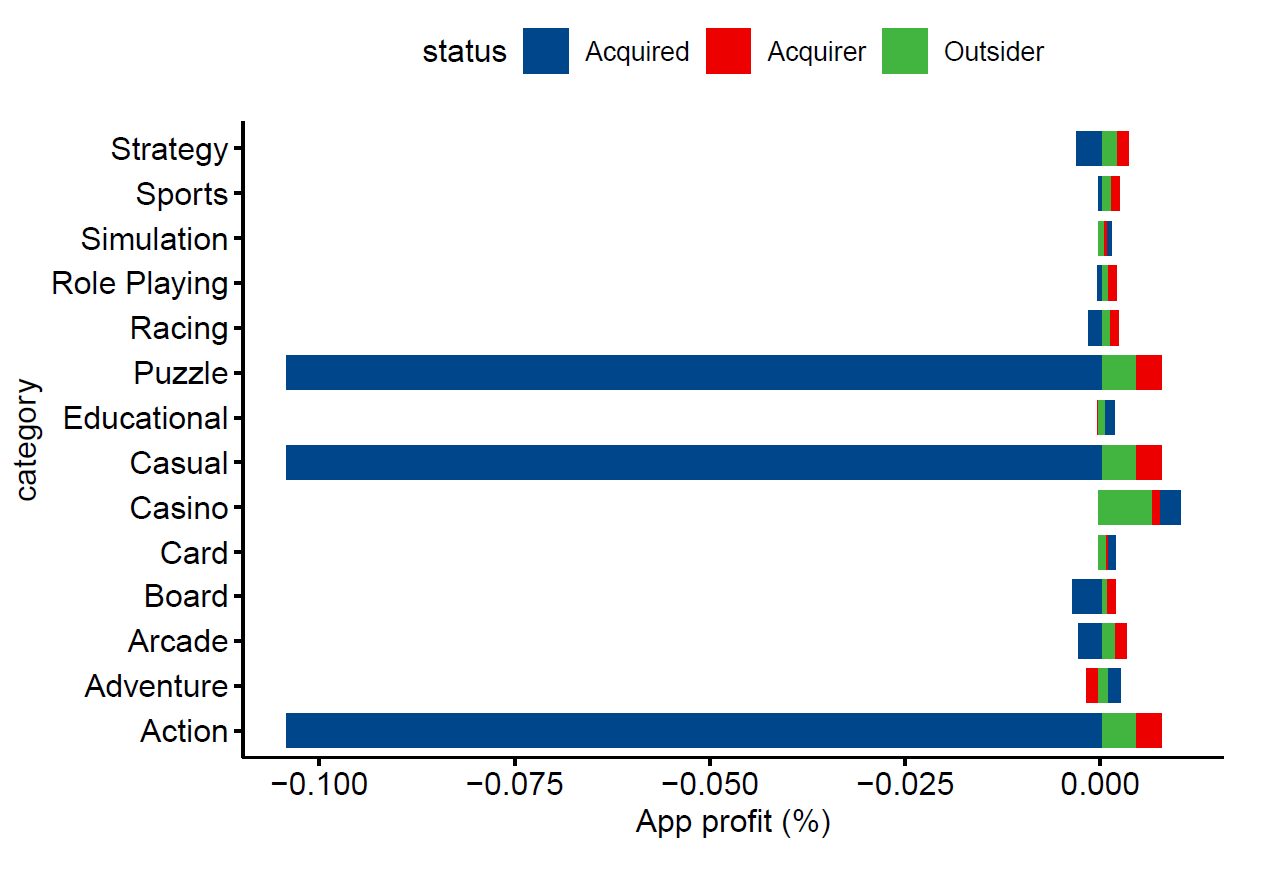 status Acquired Acquirer Outsider
Strategy
Sports
Simulation
Role Playing
Racing
Puzzle
Educational
Casual
Casino
Card
Board
Arcade
Adventure
Action
category
−0.100 −0.075 −0.050 −0.025 0.000
App profit (%)